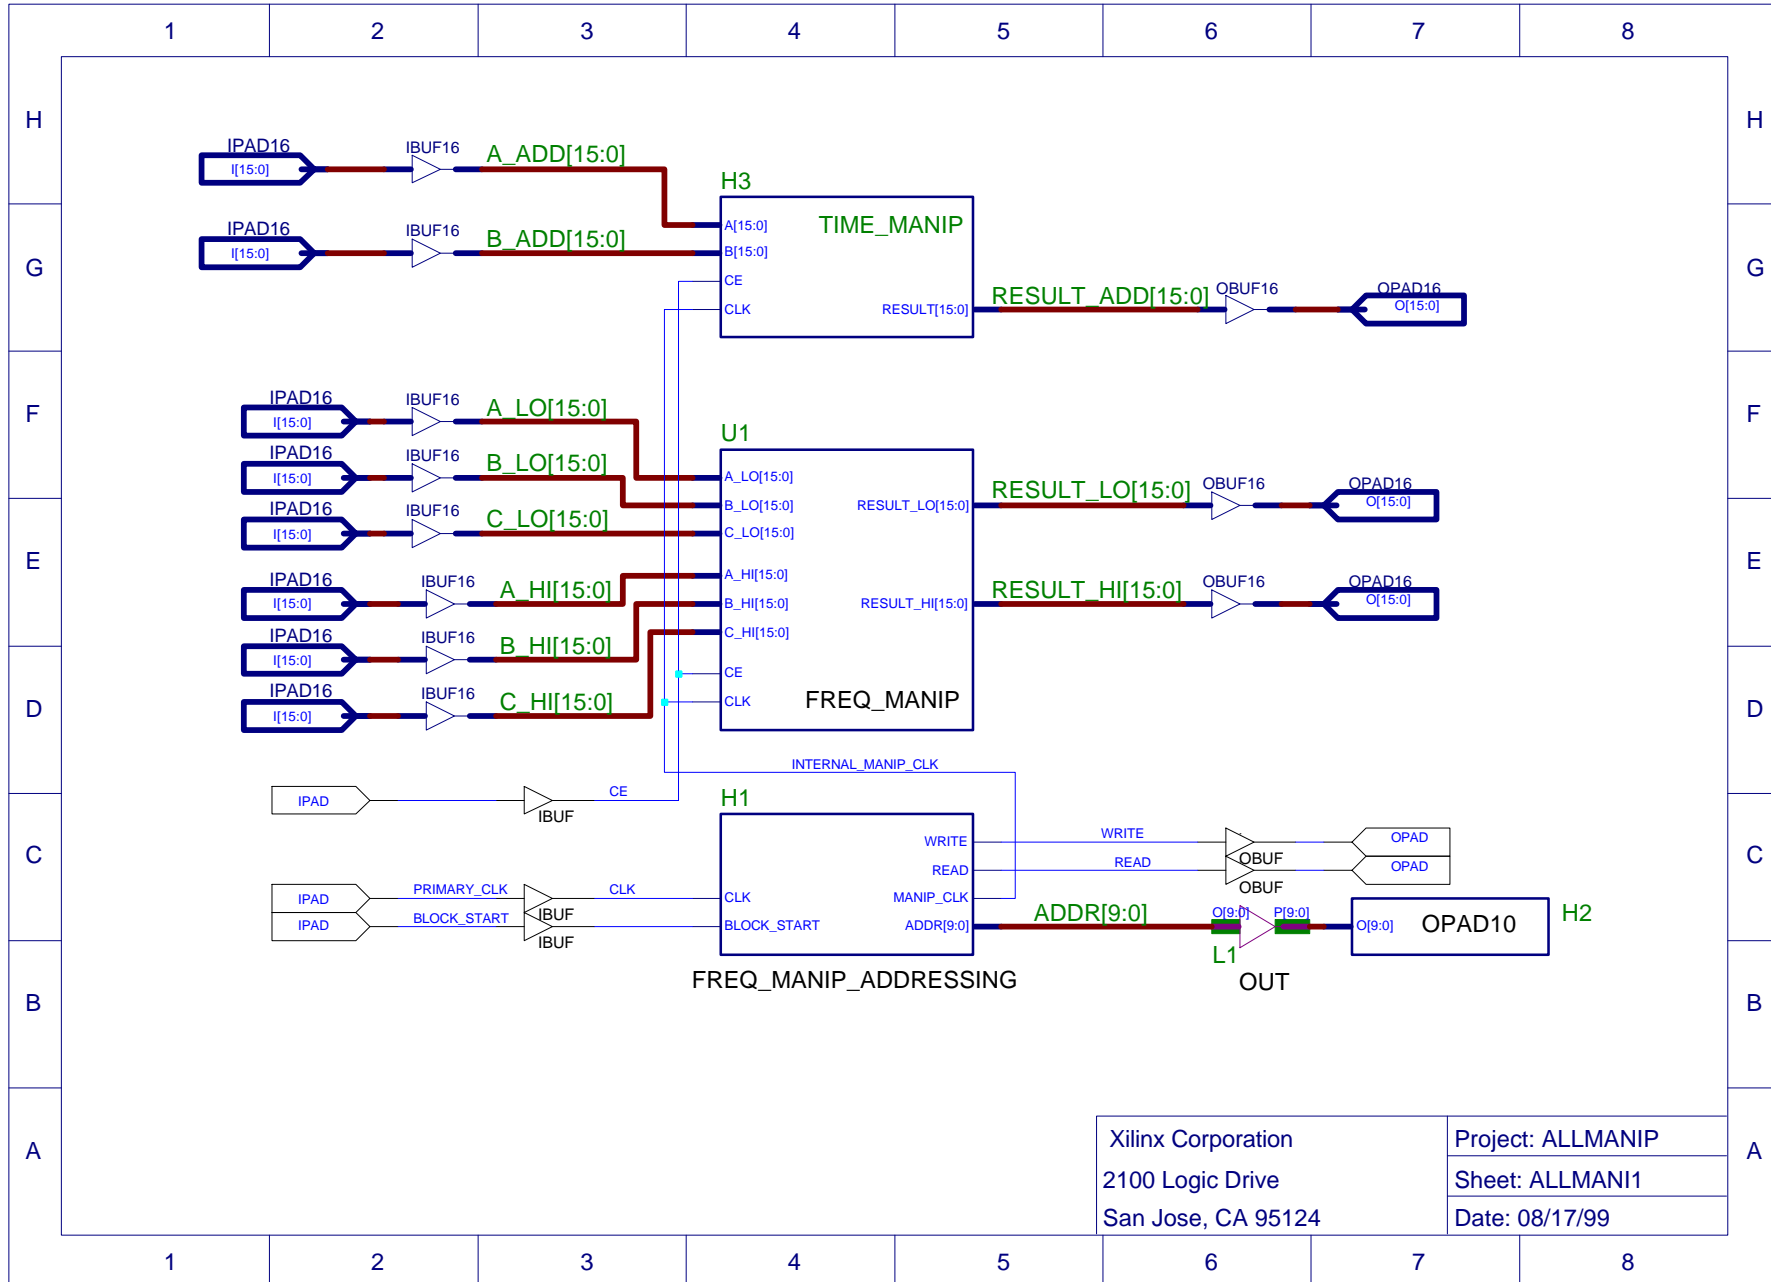 1 2 3 4 5 6 7 8
H H
IPAD16 IBUF16 A_ADD[15:0]
I[15:0]
H3
IPAD16 IBUF16 B_ADD[15:0]
I[15:0]
A[15:0] TIME_MANIP
B[15:0]
G G
CE
CLK RESULT[15:0]
RESULT_ADD[15:0] OBUF16 OPAD16
O[15:0]
F F
IPAD16 IBUF16 A_LO[15:0]
I[15:0]
U1
IPAD16 IBUF16 B_LO[15:0]
I[15:0]
A_LO[15:0]
B_LO[15:0] RESULT_LO[15:0]
RESULT_LO[15:0] OBUF16 OPAD16
O[15:0]
IPAD16 IBUF16 C_LO[15:0]
I[15:0]
C_LO[15:0]
E E
IPAD16 IBUF16 A_HI[15:0]
I[15:0]
A_HI[15:0]
B_HI[15:0] RESULT_HI[15:0]
RESULT_HI[15:0] OBUF16 OPAD16
O[15:0]
IPAD16 IBUF16 B_HI[15:0]
I[15:0]
C_HI[15:0]
CE
IPAD16 IBUF16 C_HI[15:0]
I[15:0]
CLK FREQ_MANIP
D D
INTERNAL_MANIP_CLK
IPAD CE
IBUF
H1
C C
WRITE WRITE OPAD
OBUF
READ READ OPAD
OBUF
IPAD PRIMARY_CLK CLK
IBUF
CLK MANIP_CLK
IPAD BLOCK_START
IBUF
BLOCK_START ADDR[9:0]
ADDR[9:0] O[9:0] P[9:0]
O[9:0] OPAD10 H2
L1
OUT
FREQ_MANIP_ADDRESSING
B B
A A
Xilinx Corporation
2100 Logic Drive
San Jose, CA 95124
Project: ALLMANIP
Sheet: ALLMANI1
Date: 08/17/99
1 2 3 4 5 6 7 8